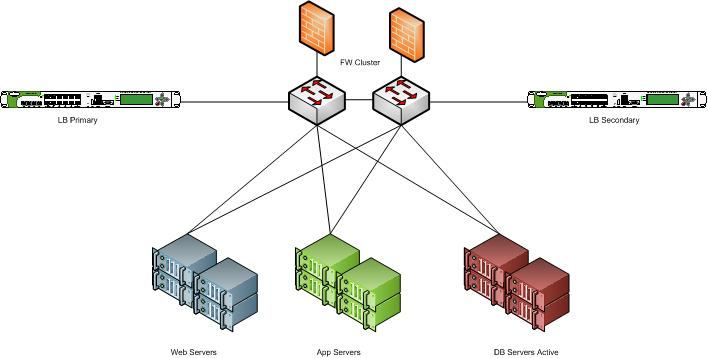 FW Cluster
LB Primary
LB Secondary
Web Servers
App Servers
DB Servers Active